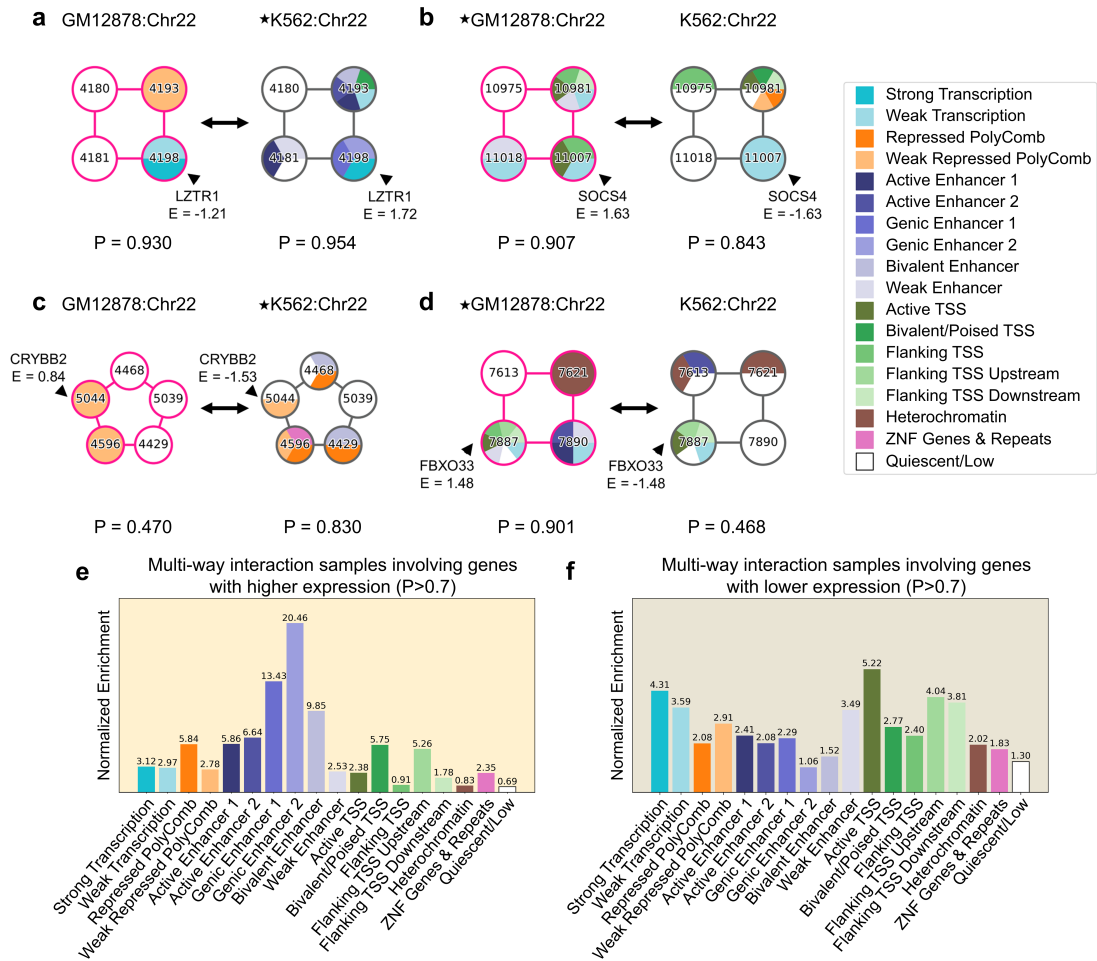 a
GM12878:Chr22
★K562:Chr22
4180
4193
4181
4198
LZTR1
E = -1.21
P = 0.930
4180
4193
4181
4198
LZTR1
E = 1.72
P = 0.954
b
★GM12878:Chr22
K562:Chr22
10975
10981
11018
11007
SOCS4
E = 1.63
P = 0.907
10975
10981
11018
11007
SOCS4
E = -1.63
P = 0.843
Strong Transcription
Weak Transcription
Repressed PolyComb
Weak Repressed PolyComb
Active Enhancer 1
Active Enhancer 2
Genic Enhancer 1
Genic Enhancer 2
Bivalent Enhancer
Weak Enhancer
Active TSS
Bivalent/Poised TSS
Flanking TSS
Flanking TSS Upstream
Flanking TSS Downstream
Heterochromatin
ZNF Genes & Repeats
Quiescent/Low
c
GM12878:Chr22
★K562:Chr22
CRYBB2
E = 0.84
4468
5044
5039
4596
4429
P = 0.470
CRYBB2
E = -1.53
4468
5044
5039
4596
4429
P = 0.830
d
★GM12878:Chr22
K562:Chr22
7613
7621
7887
7890
FBXO33
E = 1.48
P = 0.901
7613
7621
7887
7890
FBXO33
E = -1.48
P = 0.468
e
Multi-way interaction samples involving genes
with higher expression (P>0.7)
Normalized Enrichment
3.12
2.97
5.84
2.78
5.86
6.64
13.43
20.46
9.85
2.53
2.38
5.75
0.91
5.26
1.78
0.83
2.35
0.69
Strong Transcription
Weak Transcription
Repressed PolyComb
Weak Repressed PolyComb
Active Enhancer 1
Active Enhancer 2
Genic Enhancer 1
Genic Enhancer 2
Bivalent Enhancer
Weak Enhancer
Active TSS
Bivalent/Poised TSS
Flanking TSS
Flanking TSS Upstream
Flanking TSS Downstream
Heterochromatin
ZNF Genes & Repeats
Quiescent/Low
f
Multi-way interaction samples involving genes
with lower expression (P>0.7)
Normalized Enrichment
4.31
3.59
2.08
2.91
2.41
2.08
2.29
1.06
1.52
3.49
5.22
2.77
2.40
4.04
3.81
2.02
1.83
1.30
Strong Transcription
Weak Transcription
Repressed PolyComb
Weak Repressed PolyComb
Active Enhancer 1
Active Enhancer 2
Genic Enhancer 1
Genic Enhancer 2
Bivalent Enhancer
Weak Enhancer
Active TSS
Bivalent/Poised TSS
Flanking TSS
Flanking TSS Upstream
Flanking TSS Downstream
Heterochromatin
ZNF Genes & Repeats
Quiescent/Low